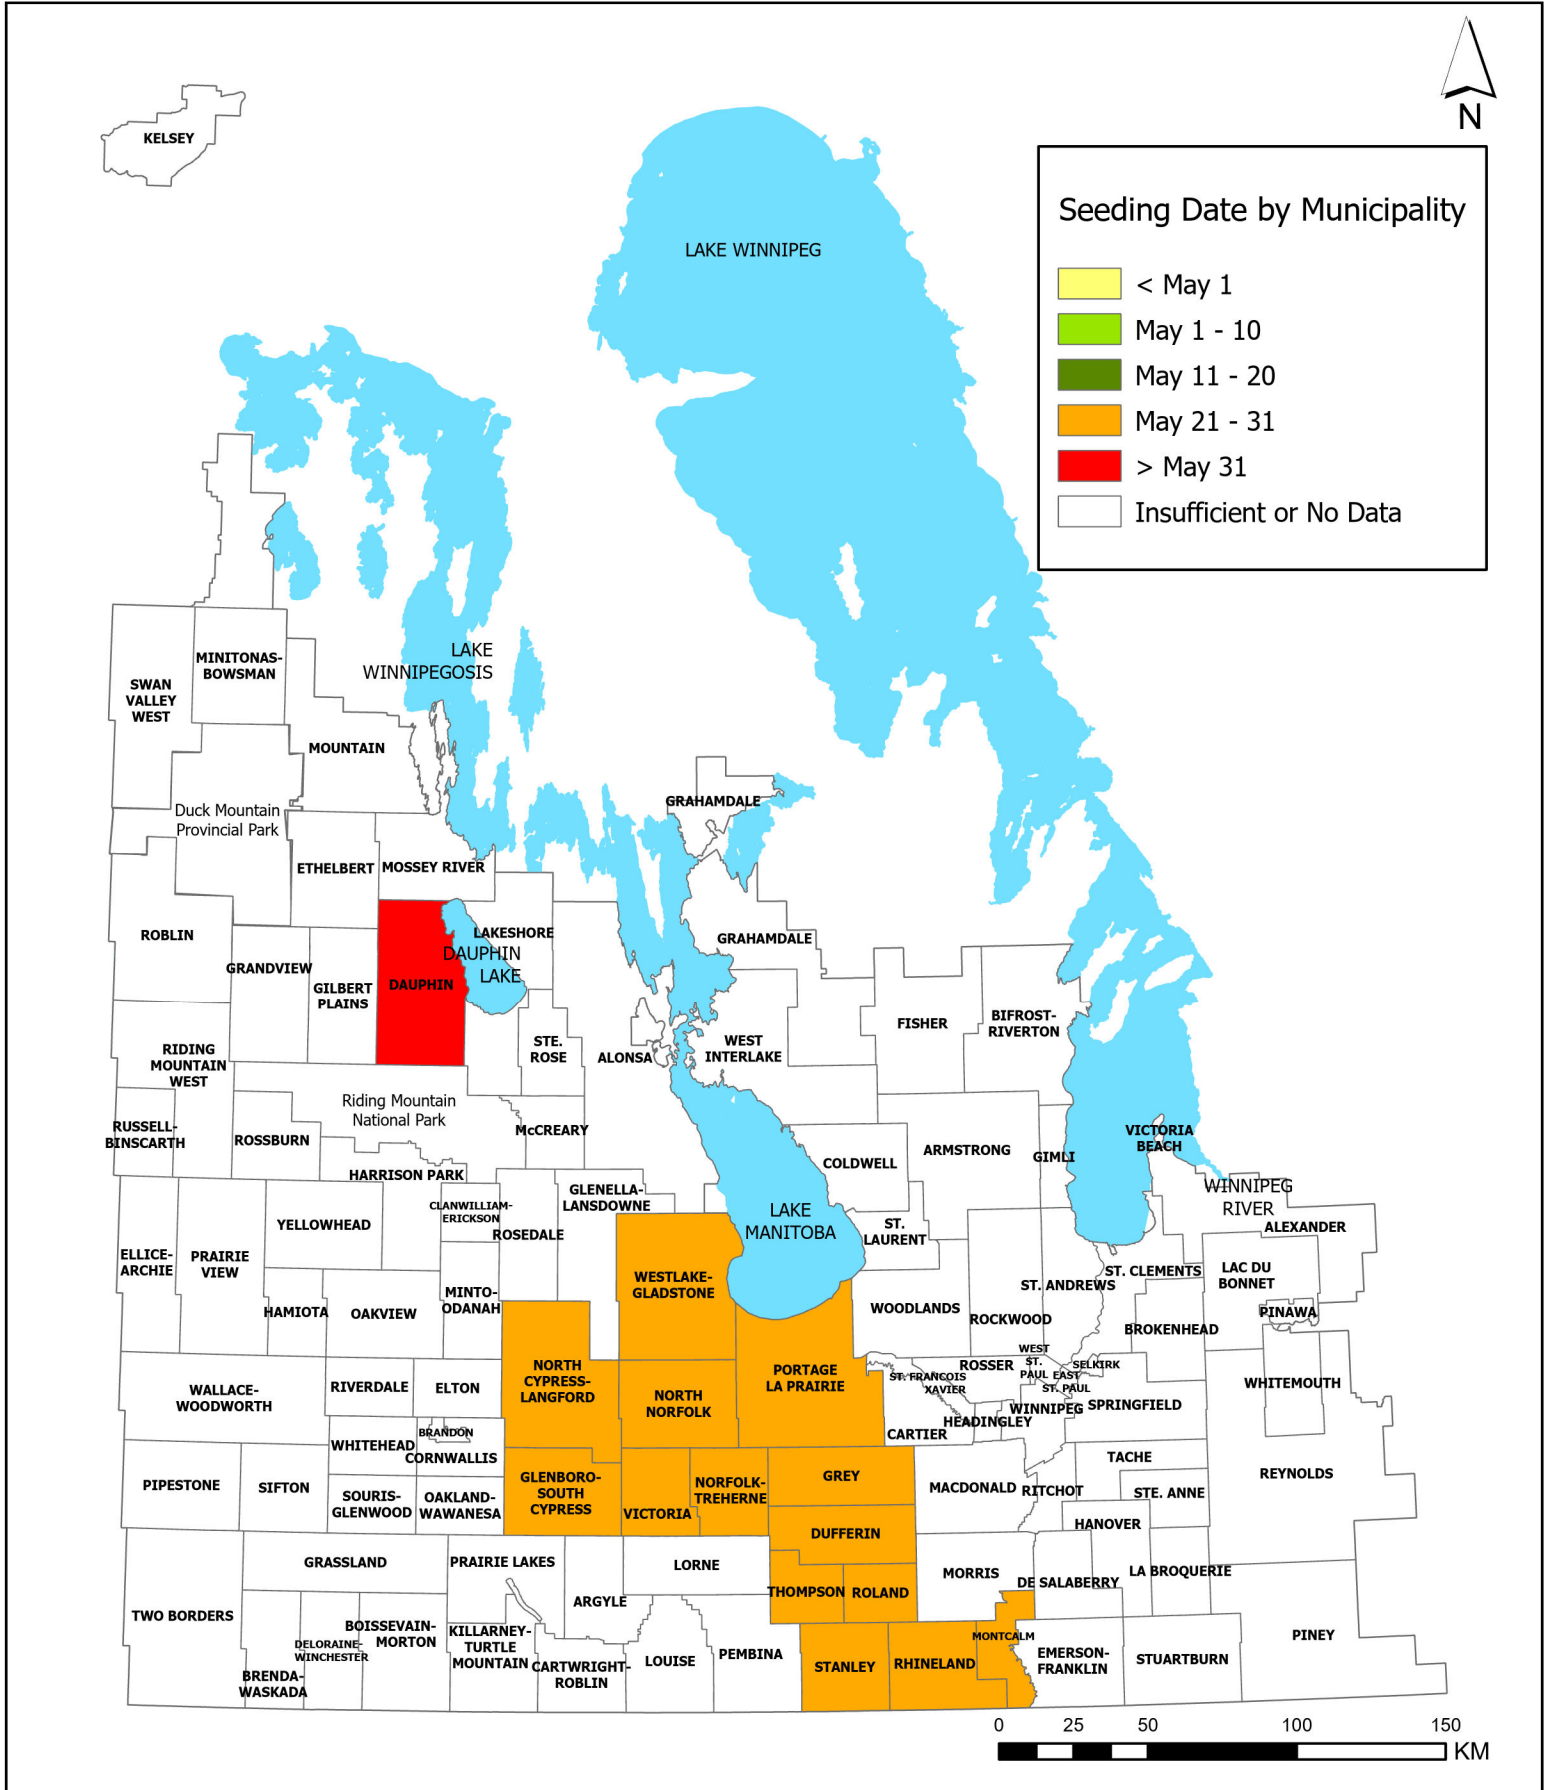 N
KELSEY
Seeding Date by Municipality
< May 1
May 1 - 10
May 11 - 20
May 21 - 31
> May 31
Insufficient or No Data
LAKE WINNIPEG
LAKE
WINNIPEGOSIS
MINITONAS-
BOWSMAN
SWAN
VALLEY
WEST
MOUNTAIN
Duck Mountain
Provincial Park
GRAHAMDALE
ETHELBERT
MOSSEY RIVER
ROBLIN
LAKESHORE
DAUPHIN
LAKE
GRAHAMDALE
GRANDVIEW
GILBERT
PLAINS
DAUPHIN
FISHER
BIFROST-
RIVERTON
STE.
ROSE
ALONSA
WEST
INTERLAKE
RIDING
MOUNTAIN
WEST
Riding Mountain
National Park
RUSSELL-
BINSCARTH
ROSSBURN
McCREARY
VICTORIA
BEACH
ARMSTRONG
GIMLI
COLDWELL
HARRISON PARK
GLENELLA-
LANSDOWNE
CLANWILLIAM-
ERICKSON
ROSEDALE
YELLOWHEAD
LAKE
MANITOBA
ST.
LAURENT
WINNIPEG
RIVER
ALEXANDER
ELLICE-
ARCHIE
PRAIRIE
VIEW
WESTLAKE-
GLADSTONE
ST. CLEMENTS
LAC DU
BONNET
ST. ANDREWS
MINTO-
ODANAH
HAMIOTA
OAKVIEW
WOODLANDS
ROCKWOOD
PINAWA
BROKENHEAD
WEST
ST.
PAUL
EAST
ST. PAUL
SELKIRK
ROSSER
ST. FRANCOIS
XAVIER
NORTH
CYPRESS-
LANGFORD
PORTAGE
LA PRAIRIE
NORTH
NORFOLK
WALLACE-
WOODWORTH
RIVERDALE
ELTON
WHITEMOUTH
WINNIPEG
SPRINGFIELD
HEADINGLEY
CARTIER
BRANDON
WHITEHEAD
CORNWALLIS
TACHE
REYNOLDS
PIPESTONE
SIFTON
SOURIS-
GLENWOOD
OAKLAND-
WAWANESA
GLENBORO-
SOUTH
CYPRESS
VICTORIA
NORFOLK-
TREHERNE
GREY
MACDONALD
RITCHOT
STE. ANNE
HANOVER
DUFFERIN
GRASSLAND
PRAIRIE LAKES
LORNE
MORRIS
DE SALABERRY
LA BROQUERIE
THOMPSON
ROLAND
ARGYLE
TWO BORDERS
BOISSEVAIN-
MORTON
DELORAINE-
WINCHESTER
BRENDA-
WASKADA
KILLARNEY-
TURTLE
MOUNTAIN
CARTWRIGHT-
ROBLIN
LOUISE
PEMBINA
STANLEY
RHINELAND
MONTCALM
EMERSON-
FRANKLIN
STUARTBURN
PINEY
0 25 50 100 150
KM